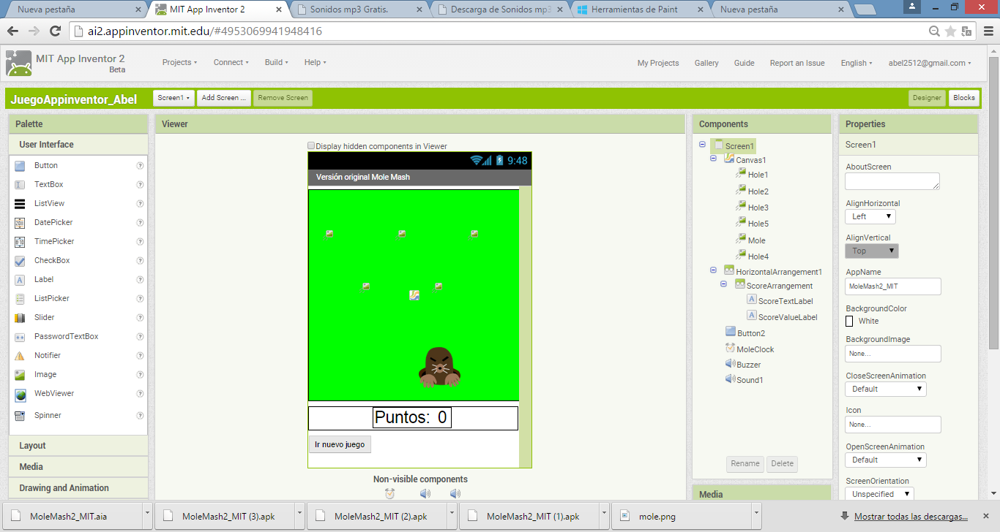 Nueva pestaña
MIT App Inventor 2
Sonidos mp3 Gratis.
Descarga de Sonidos mp3
Herramientas de Paint
Nueva pestaña
ai2.appinventor.mit.edu/#4953069941948416
MIT App Inventor 2
Beta
Projects
Connect
Build
Help
My Projects
Gallery
Guide
Report an Issue
English
abel2512@gmail.com
JuegoAppinventor_Abel
Screen1
Add Screen ...
Remove Screen
Designer
Blocks
Palette
User Interface
Button
TextBox
ListView
DatePicker
TimePicker
CheckBox
Label
ListPicker
Slider
PasswordTextBox
Notifier
Image
WebViewer
Spinner
Layout
Media
Drawing and Animation
Viewer
Display hidden components in Viewer
9:48
Versión original Mole Mash
Puntos: 0
Ir nuevo juego
Non-visible components
Components
Screen1
Canvas1
Hole1
Hole2
Hole3
Hole5
Mole
Hole4
HorizontalArrangement1
ScoreArrangement
ScoreTextLabel
ScoreValueLabel
Button2
MoleClock
Buzzer
Sound1
Rename
Delete
Media
Properties
Screen1
AboutScreen
AlignHorizontal
Left
AlignVertical
Top
AppName
MoleMash2_MIT
BackgroundColor
White
BackgroundImage
None...
CloseScreenAnimation
Default
Icon
None...
OpenScreenAnimation
Default
ScreenOrientation
Unspecified
MoleMash2_MIT.aia
MoleMash2_MIT (3).apk
MoleMash2_MIT (2).apk
MoleMash2_MIT (1).apk
mole.png
Mostrar todas las descargas...